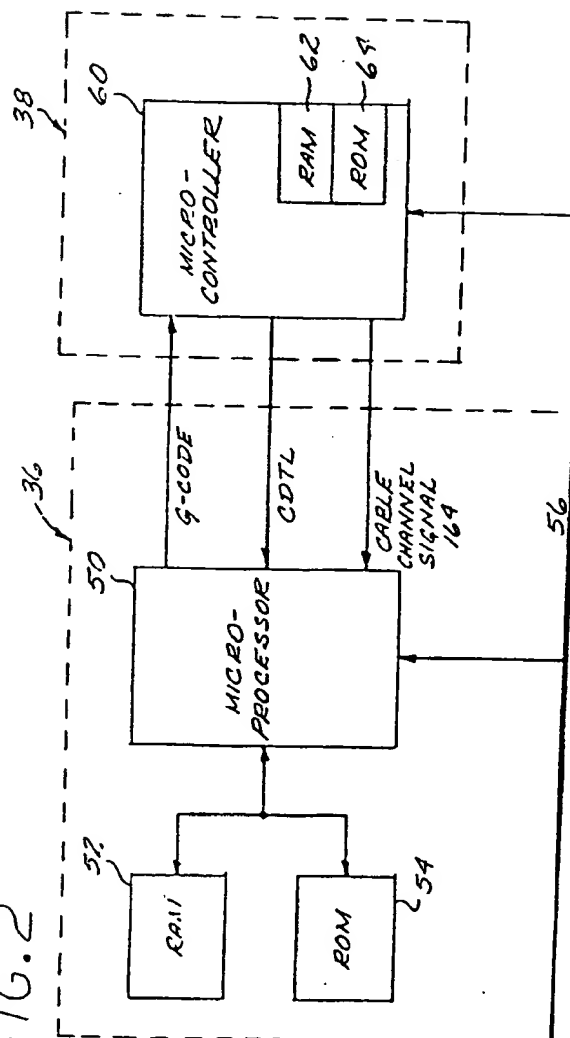 FIG.2
36
38
52
RAM
54
ROM
50
MICRO-
PROCESSOR
G-CODE
CDTL
CABLE
CHANNEL
SIGNAL
164
60
MICRO-
CONTROLLER
RAM
62
ROM
64
56